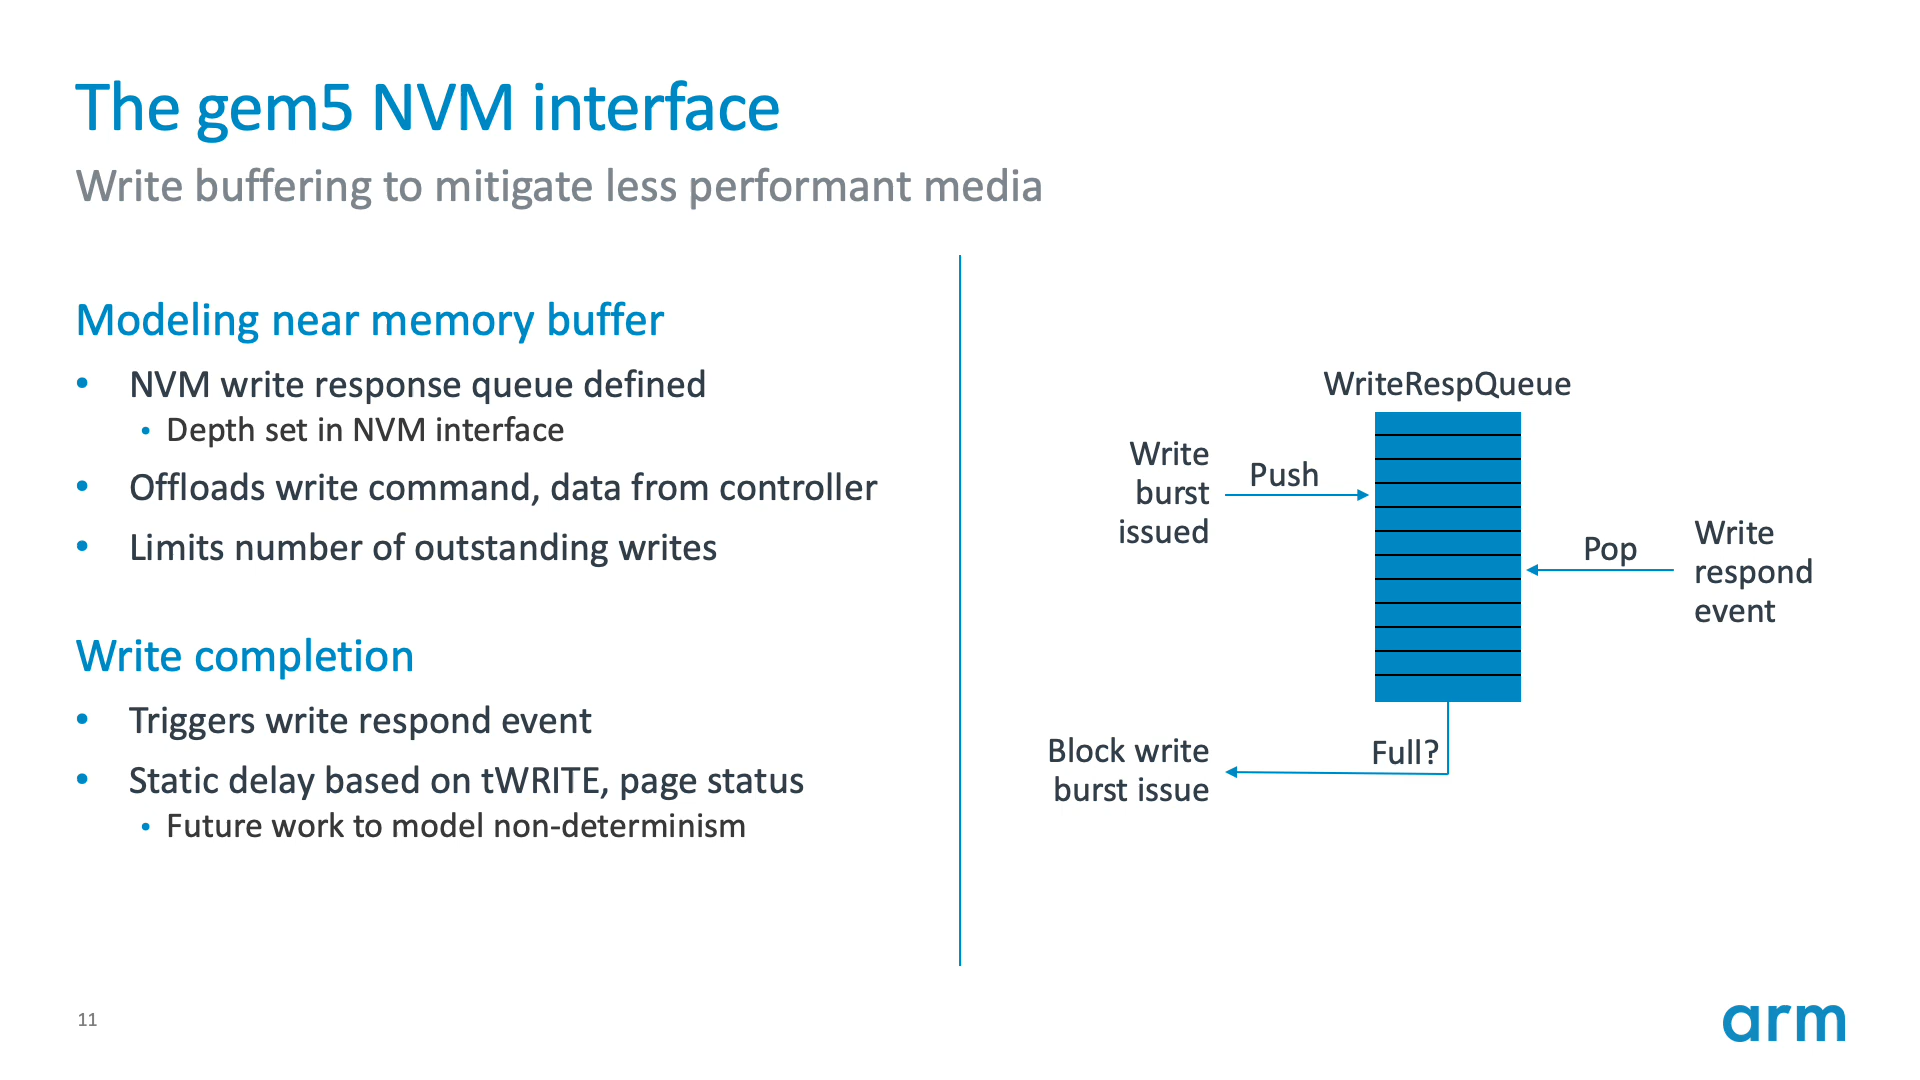 The gem5 NVM interface
Write buffering to mitigate less performant media
Modeling near memory buffer
• NVM write response queue defined
• Depth set in NVM interface
• Offloads write command, data from controller
• Limits number of outstanding writes
Write completion
• Triggers write respond event
• Static delay based on tWRITE, page status
• Future work to model non-determinism
WriteRespQueue
Write
burst
issued
Push
Pop
Write
respond
event
Full?
Block write
burst issue
11
arm